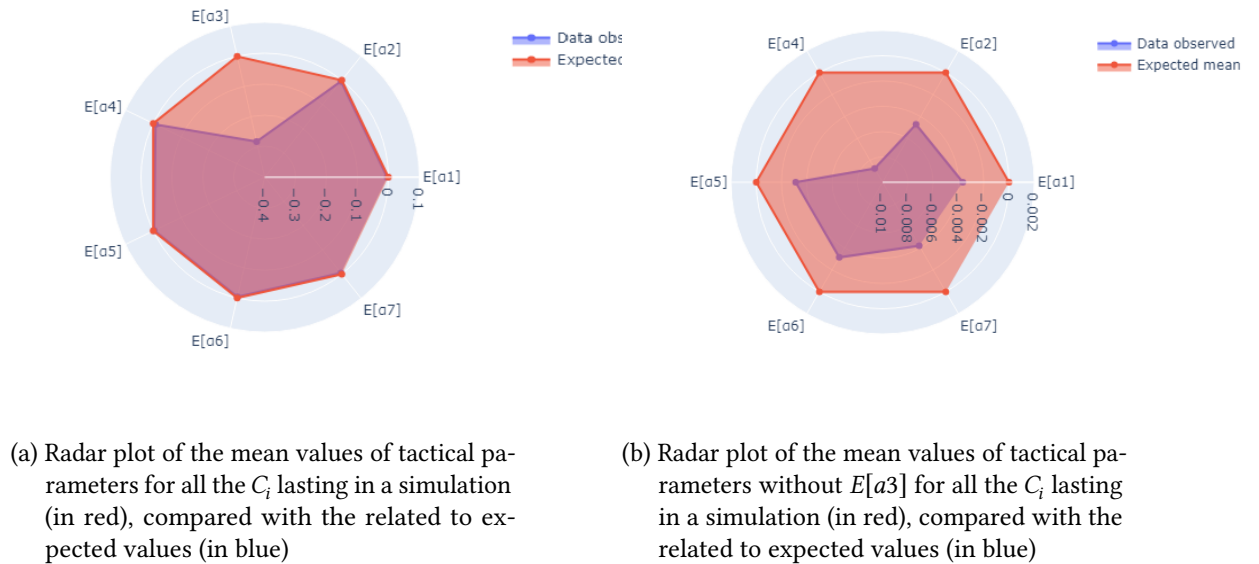 E[a3]
E[a2]
E[a4]
E[a1]
E[a5]
E[a7]
E[a6]
−0.4
−0.3
−0.2
−0.1
0
0.1
Data obs
Expected
E[a4]
E[a2]
E[a5]
E[a1]
E[a6]
E[a7]
−0.01
−0.008
−0.006
−0.004
−0.002
0
0.002
Data observed
Expected mean
(a) Radar plot of the mean values of tactical pa-
rameters for all the Ci lasting in a simulation
(in red), compared with the related to ex-
pected values (in blue)
(b) Radar plot of the mean values of tactical pa-
rameters without E[a3] for all the Ci lasting
in a simulation (in red), compared with the
related to expected values (in blue)